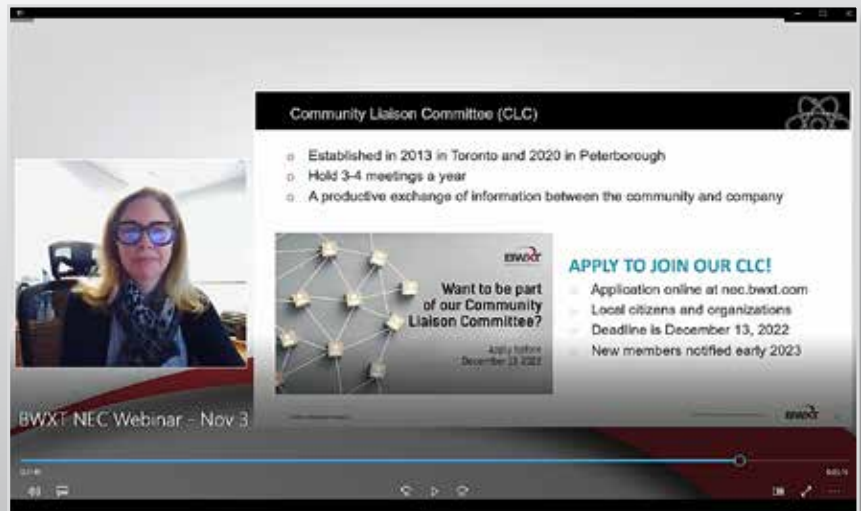 Community Liaison Committee (CLC)
Established in 2013 in Toronto and 2020 in Peterborough
Hold 3-4 meetings a year
A productive exchange of information between the community and company
BWXT
Want to be part
of our Community
Liaison Committee?
Apply before
December 13 2022
APPLY TO JOIN OUR CLC!
Application online at nec.bwxt.com
Local citizens and organizations
Deadline is December 13, 2022
New members notified early 2023
BWXT
BWXT NEC Webinar - Nov 3